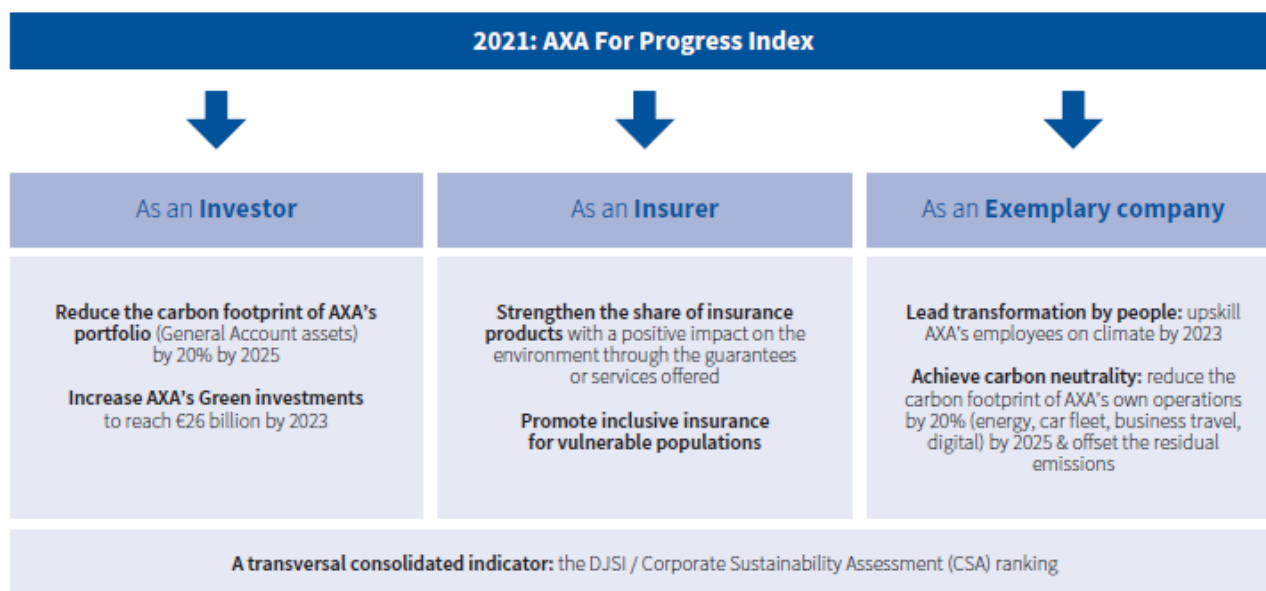 2021: AXA For Progress Index
As an Investor
Reduce the carbon footprint of AXA's
portfolio (General Account assets)
by 20% by 2025
Increase AXA's Green investments
to reach €26 billion by 2023
As an Insurer
Strengthen the share of insurance
products with a positive impact on the
environment through the guarantees
or services offered
Promote inclusive insurance
for vulnerable populations
As an Exemplary company
Lead transformation by people: upskill
AXA's employees on climate by 2023
Achieve carbon neutrality: reduce the
carbon footprint of AXA's own operations
by 20% (energy, car fleet, business travel,
digital) by 2025 & offset the residual
emissions
A transversal consolidated indicator: the DJSI / Corporate Sustainability Assessment (CSA) ranking